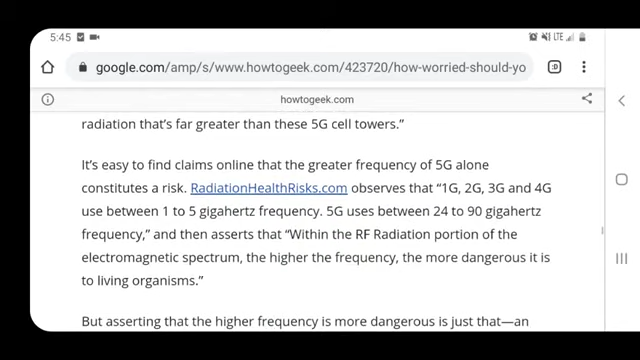 5:45
LTE
google.com/amp/s/www.howtogeek.com/423720/how-worried-should-yo
:D
howtogeek.com
radiation that's far greater than these 5G cell towers.”
It's easy to find claims online that the greater frequency of 5G alone
constitutes a risk. RadiationHealthRisks.com observes that “1G, 2G, 3G and 4G
use between 1 to 5 gigahertz frequency. 5G uses between 24 to 90 gigahertz
frequency,” and then asserts that “Within the RF Radiation portion of the
electromagnetic spectrum, the higher the frequency, the more dangerous it is
to living organisms.”
But asserting that the higher frequency is more dangerous is just that—an